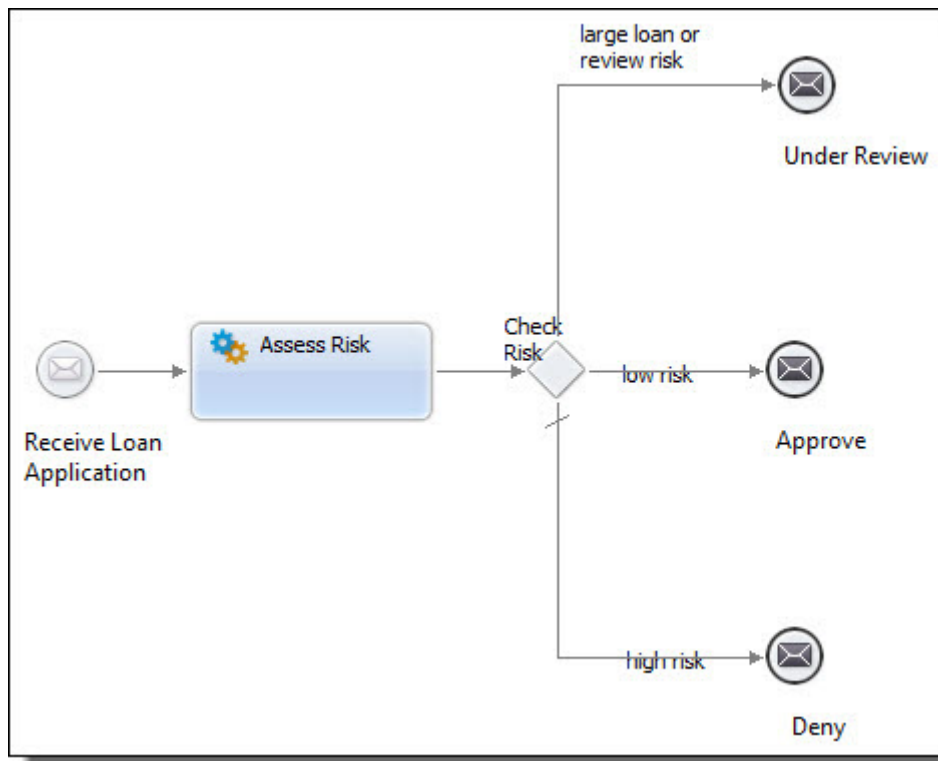 large loan or
review risk
Under Review
Check
Risk
Assess Risk
low risk
Receive Loan
Application
Approve
high risk
Deny